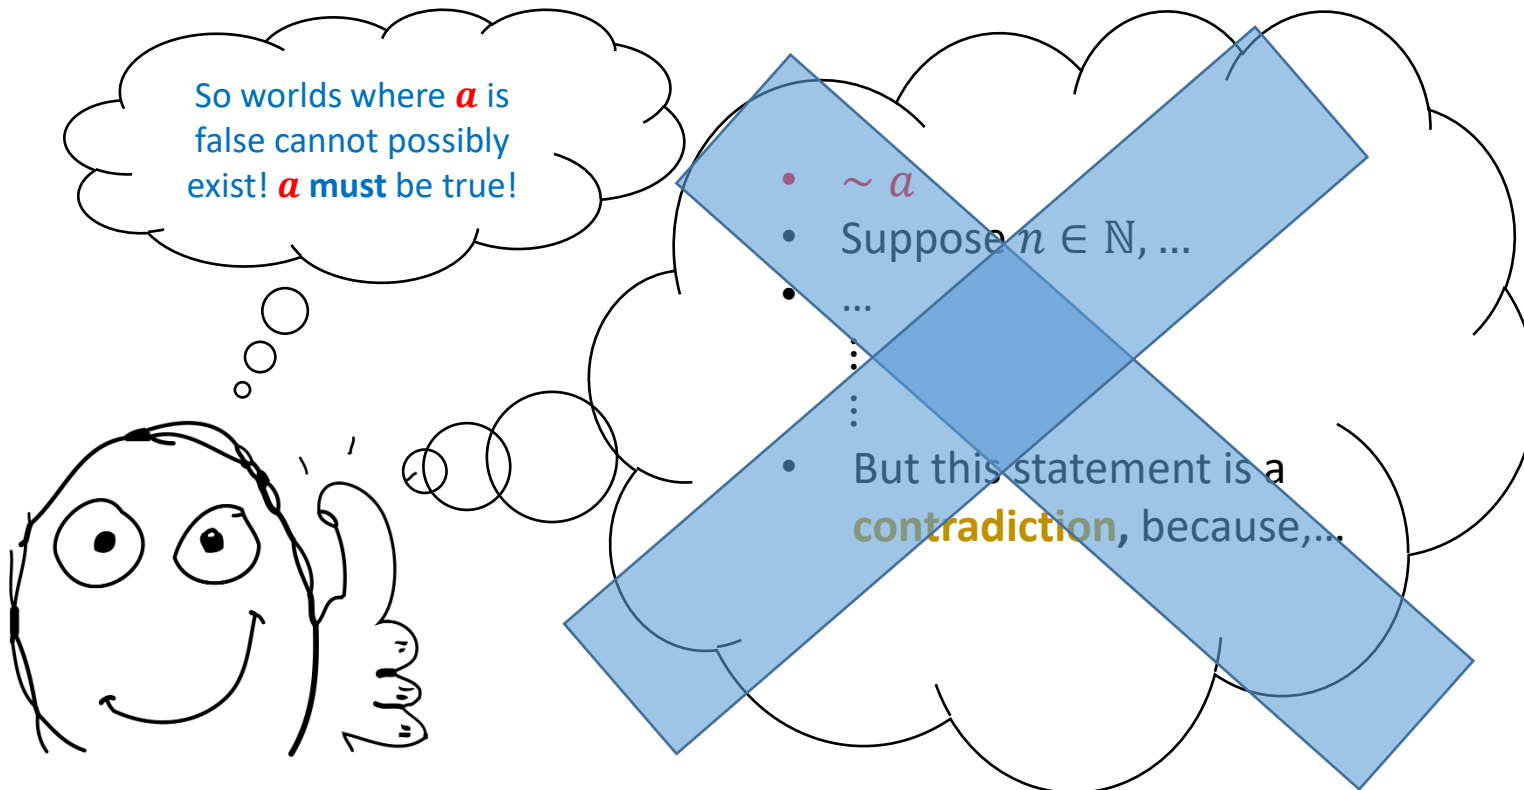 So worlds where a is
false cannot possibly
exist! a must be true!
• ~ a
• Suppose n ∈ ℕ, ...
• ...
⋮
⋮
• But this statement is a
contradiction, because,...